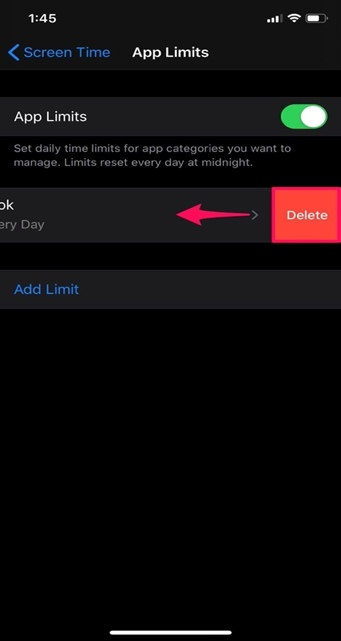 1:45
Screen Time
App Limits
App Limits
Set daily time limits for app categories you want to
manage. Limits reset every day at midnight.
ok
ery Day
Delete
Add Limit